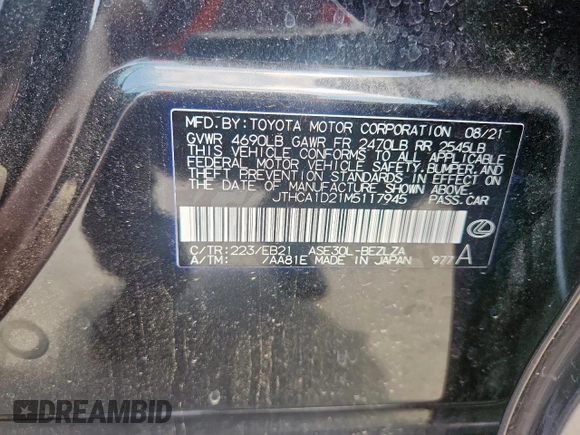 MFD. BY: TOYOTA MOTOR CORPORATION 08/21
GVWR 4690LB GAWR FR 2470LB RR 2545LB
THIS VEHICLE CONFORMS TO ALL APPLICABLE
FEDERAL MOTOR VEHICLE SAFETY, BUMPER, AND
THEFT PREVENTION STANDARDS IN EFFECT ON
THE DATE OF MANUFACTURE SHOWN ABOVE.
JTHCA1D21M5117945 PASS. CAR
C/TR: 223/EB21 ASE30L-BEZLZA
A/TM: /AA81E MADE IN JAPAN 977 A
DREAMBID